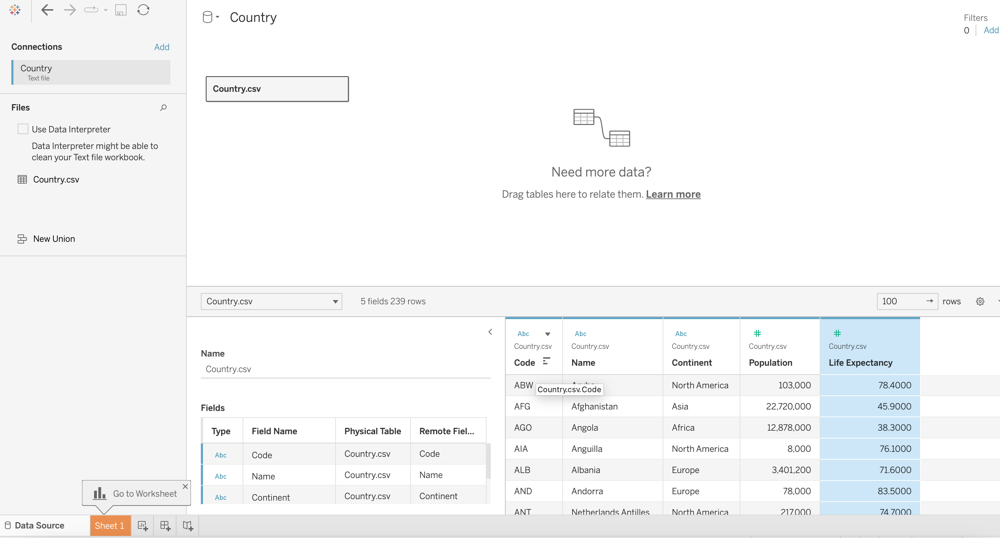 Country
Filters
0 Add
Connections Add
Country
Text file
Country.csv
Files
Use Data Interpreter
Data Interpreter might be able to
clean your Text file workbook.
Country.csv
Need more data?
Drag tables here to relate them. Learn more
New Union
Country.csv 5 fields 239 rows 100 rows
Name
Country.csv
Fields
Type Field Name Physical Table Remote Fiel...
Abc Code Country.csv Code
Abc Name Country.csv Name
Abc Continent Country.csv Continent
Abc Abc Abc # #
Country.csv Country.csv Country.csv Country.csv Country.csv
Code Name Continent Population Life Expectancy
ABW North America 103,000 78.4000
Country.csv.Code
AFG Afghanistan Asia 22,720,000 45.9000
AGO Angola Africa 12,878,000 38.3000
AIA Anguilla North America 8,000 76.1000
ALB Albania Europe 3,401,200 71.6000
AND Andorra Europe 78,000 83.5000
ANT Netherlands Antilles North America 217,000 74.7000
Go to Worksheet
Data Source Sheet 1